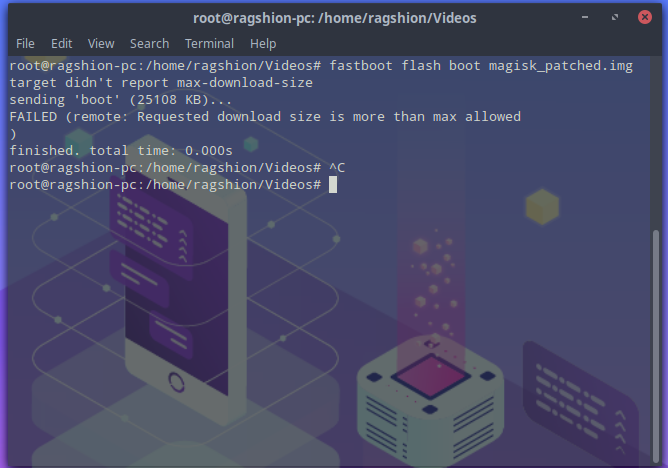 root@ragshion-pc: /home/ragshion/Videos
File Edit View Search Terminal Help
root@ragshion-pc:/home/ragshion/Videos# fastboot flash boot magisk_patched.img
target didn't report max-download-size
sending 'boot' (25108 KB)...
FAILED (remote: Requested download size is more than max allowed
)
finished. total time: 0.000s
root@ragshion-pc:/home/ragshion/Videos# ^C
root@ragshion-pc:/home/ragshion/Videos#